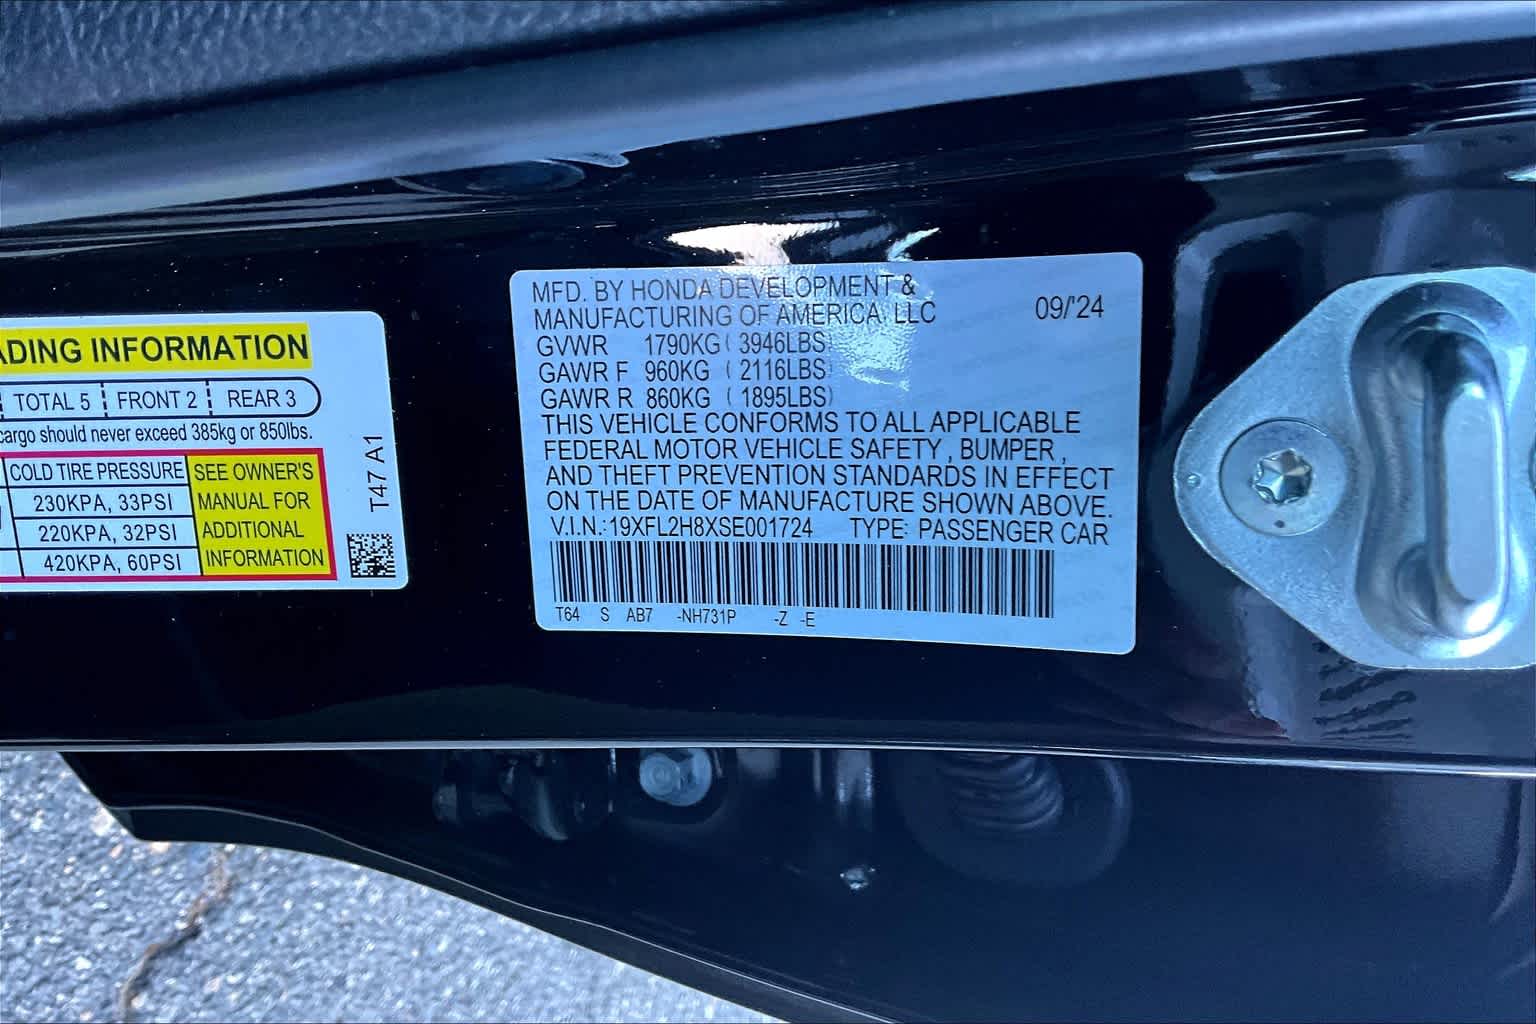 ADING INFORMATION
TOTAL 5 FRONT 2 REAR 3
cargo should never exceed 385kg or 850lbs.
COLD TIRE PRESSURE
230KPA, 33PSI
220KPA, 32PSI
420KPA, 60PSI
SEE OWNER'S
MANUAL FOR
ADDITIONAL
INFORMATION
T47 A1
MFD. BY HONDA DEVELOPMENT &
MANUFACTURING OF AMERICA, LLC
09/'24
GVWR 1790KG ( 3946LBS)
GAWR F 960KG ( 2116LBS)
GAWR R 860KG ( 1895LBS)
THIS VEHICLE CONFORMS TO ALL APPLICABLE
FEDERAL MOTOR VEHICLE SAFETY , BUMPER ,
AND THEFT PREVENTION STANDARDS IN EFFECT
ON THE DATE OF MANUFACTURE SHOWN ABOVE.
V.I.N.:19XFL2H8XSE001724 TYPE: PASSENGER CAR
T64 S AB7 -NH731P -Z -E